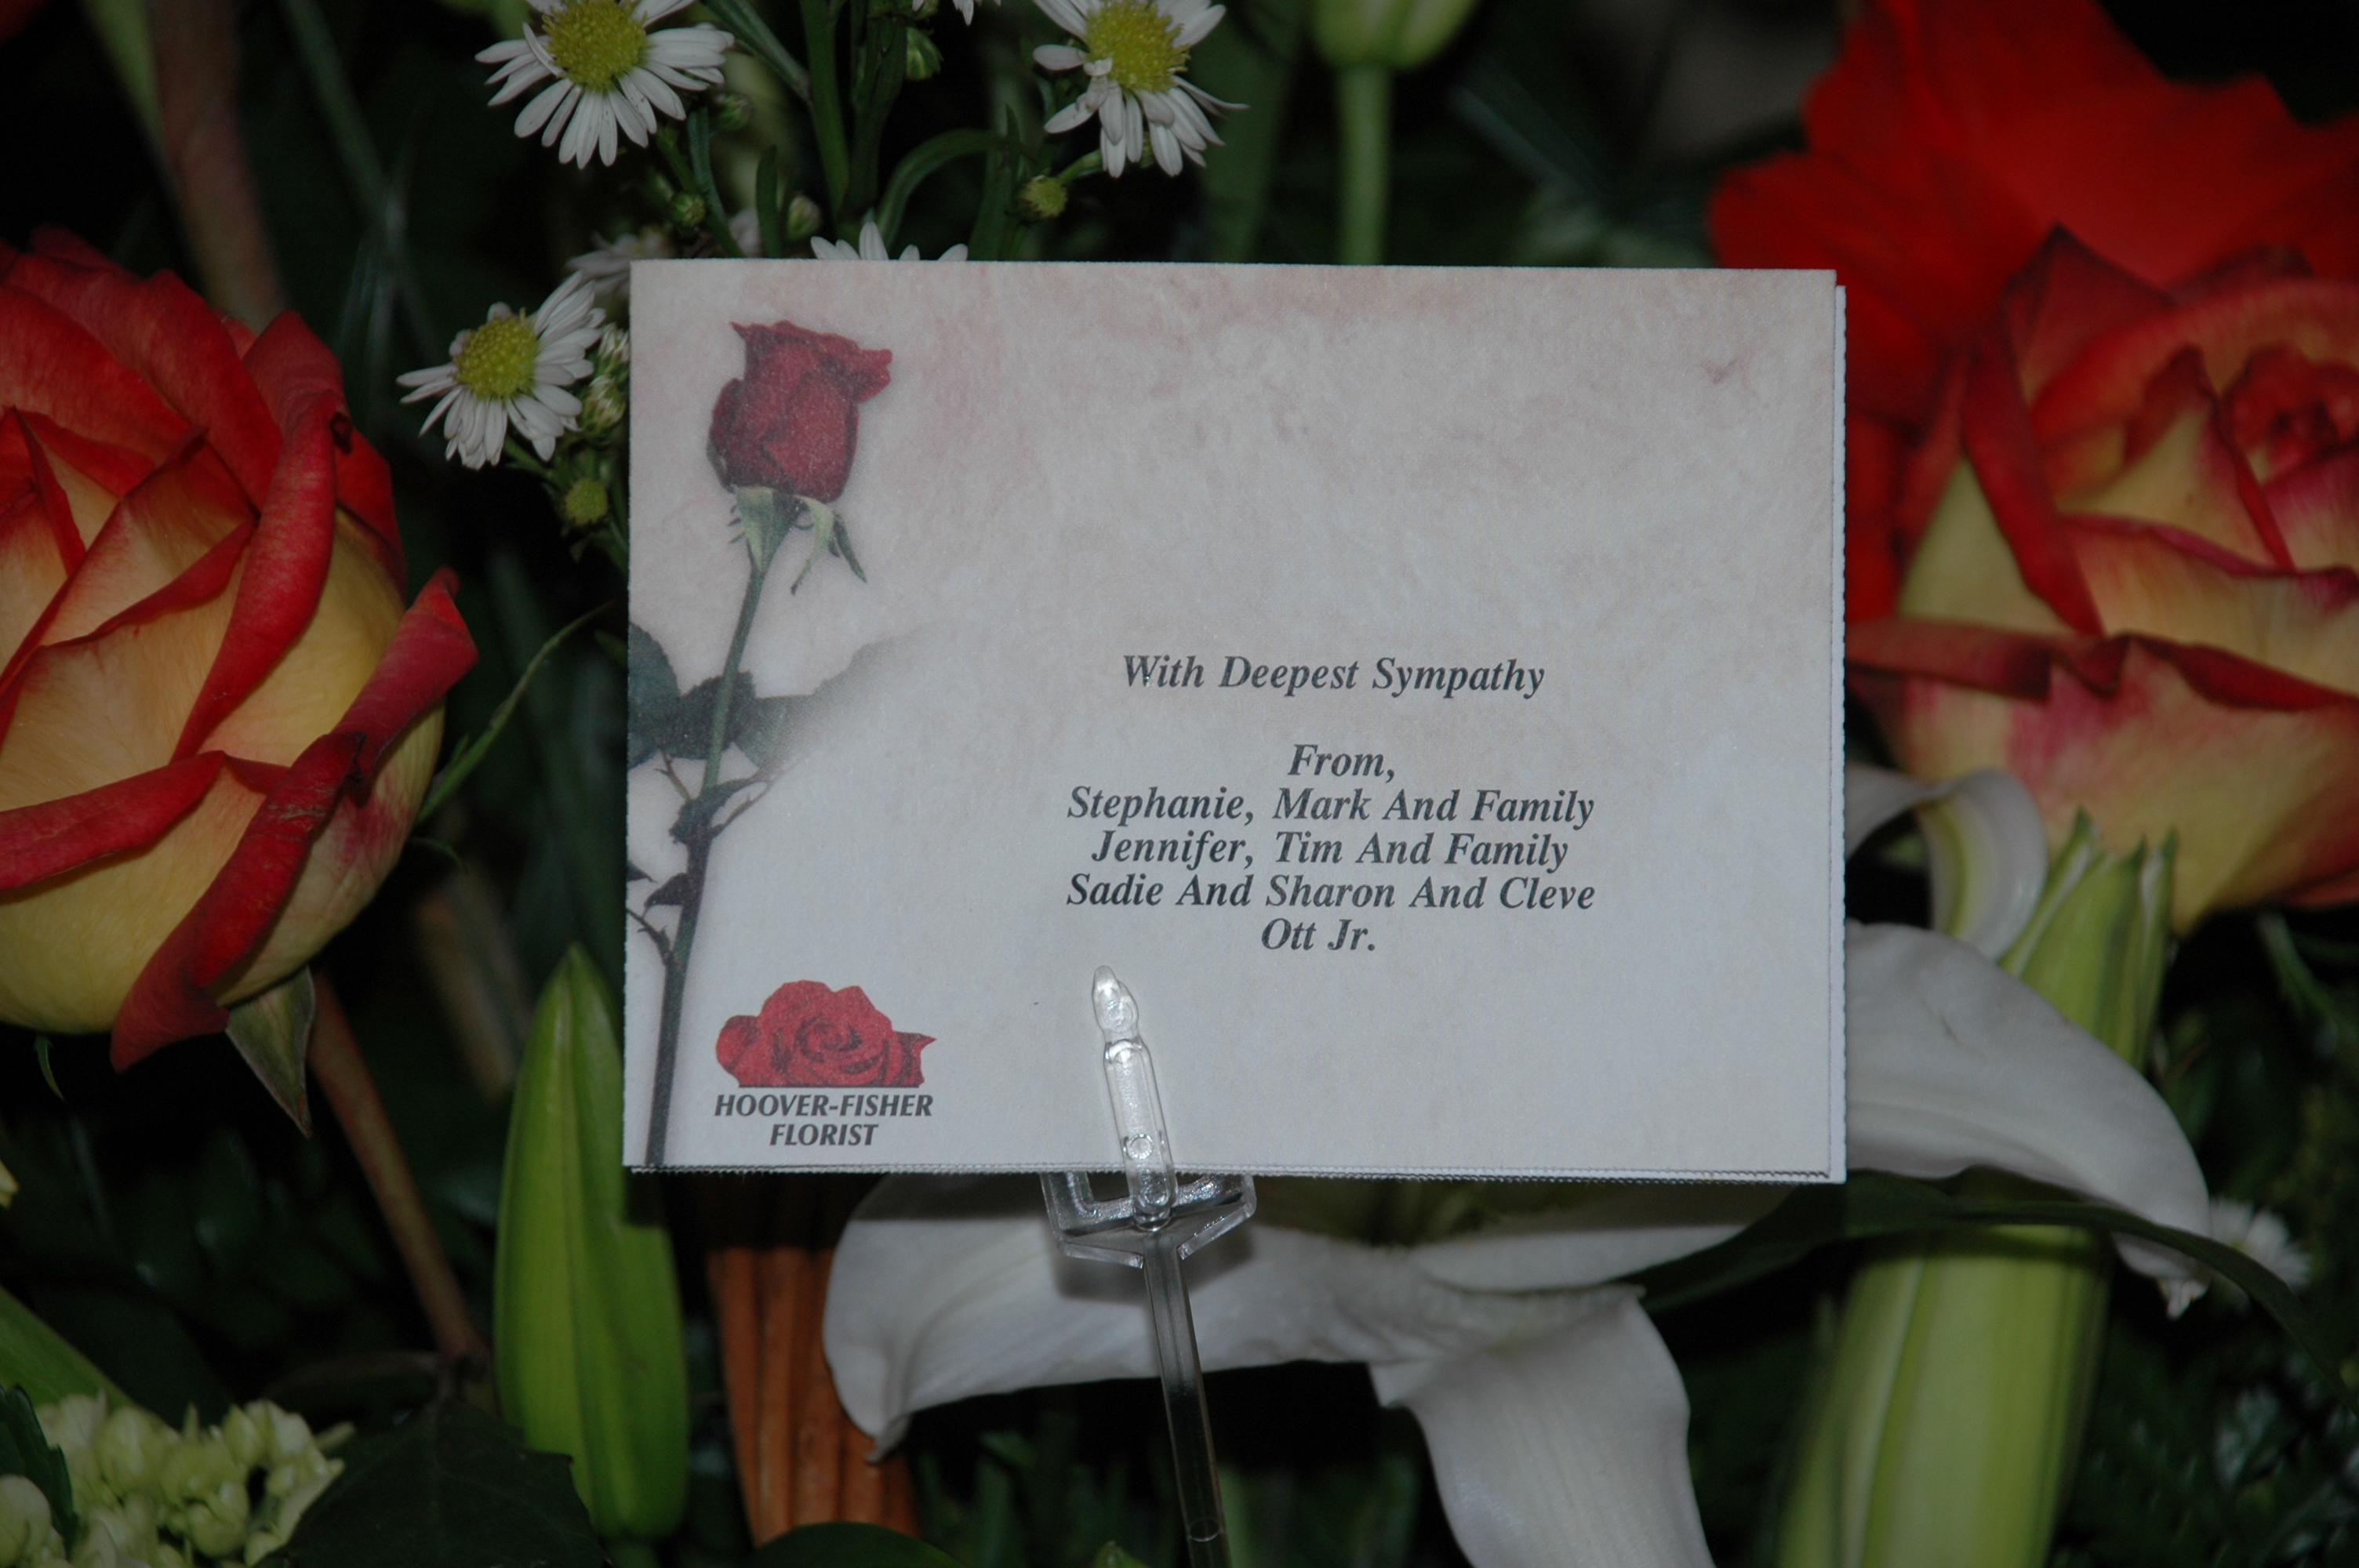 With Deepest Sympathy
From,
Stephanie, Mark And Family
Jennifer, Tim And Family
Sadie And Sharon And Cleve
Ott Jr.
HOOVER-FISHER
FLORIST